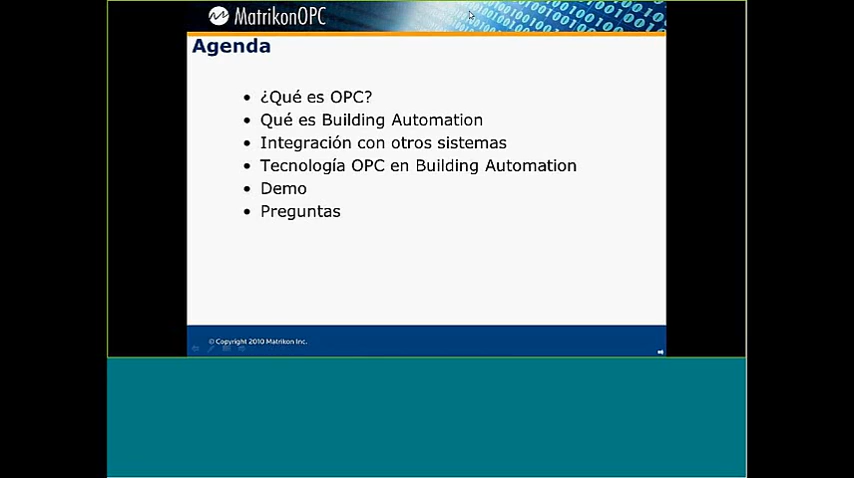 MatrikonOPC
Agenda
• ¿Qué es OPC?
• Qué es Building Automation
• Integración con otros sistemas
• Tecnología OPC en Building Automation
• Demo
• Preguntas
© Copyright 2010 Matrikon Inc.